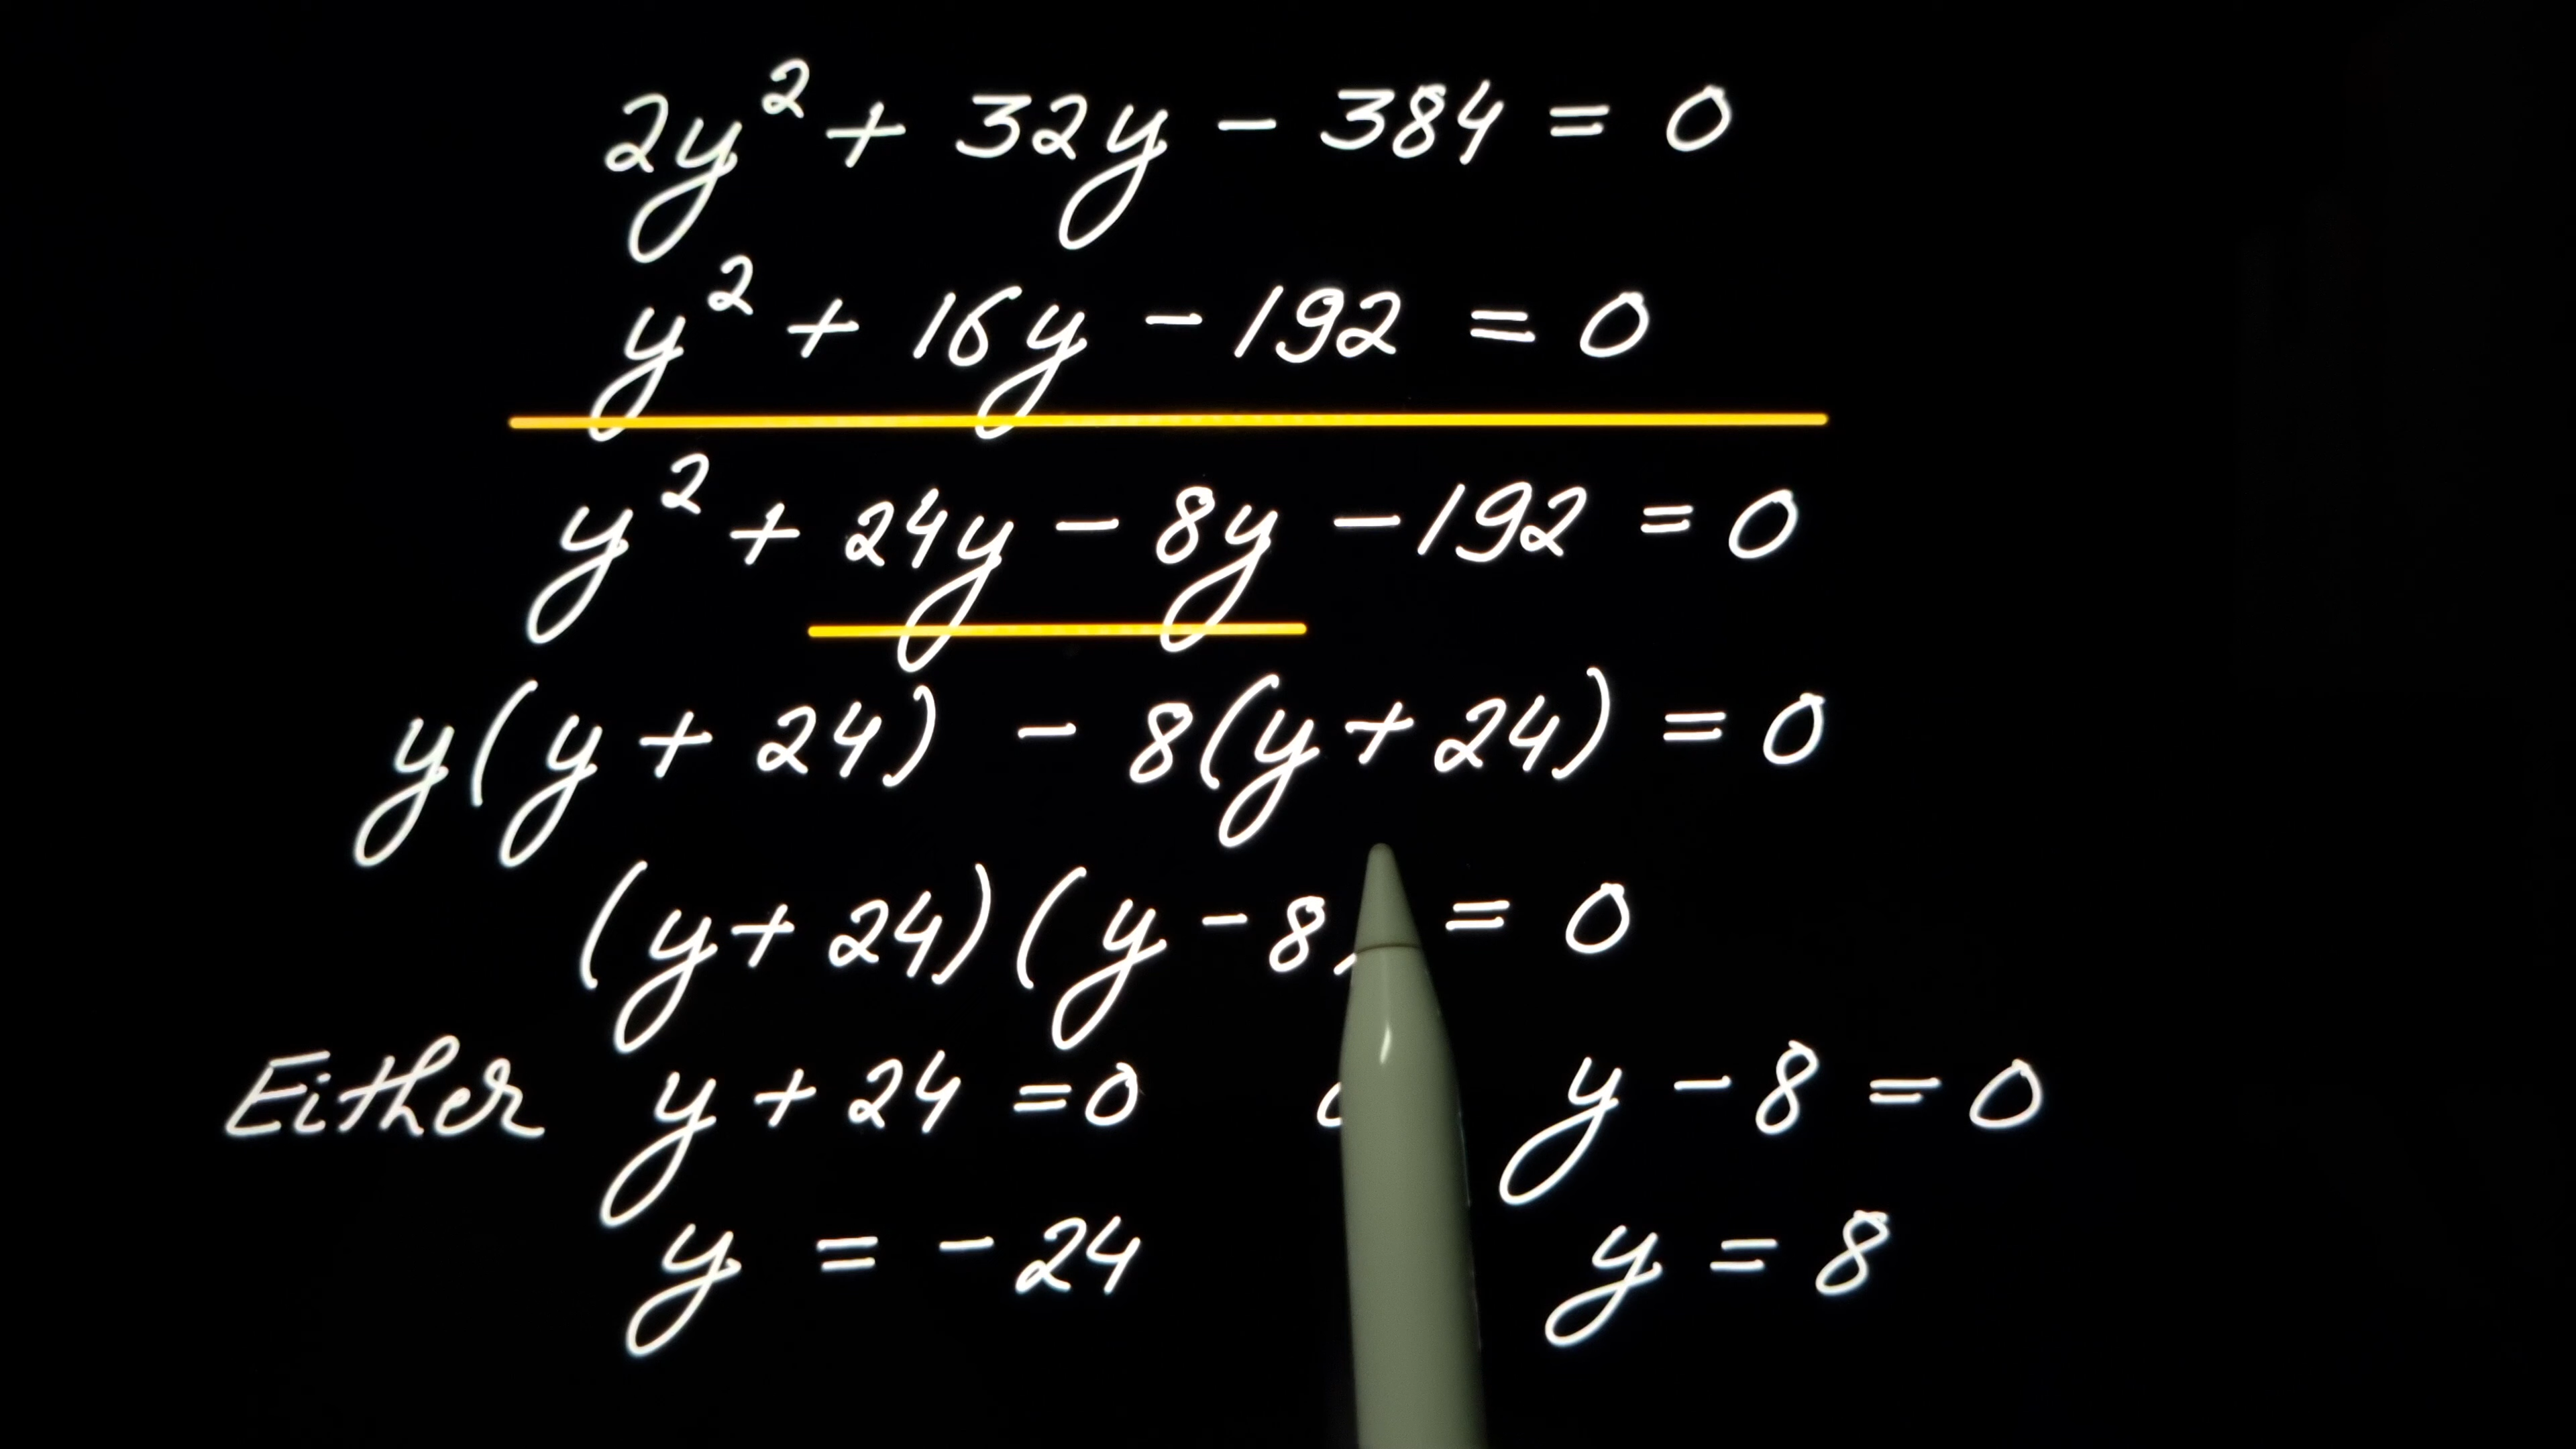 2y² + 32y - 384 = 0
y² + 16y - 192 = 0
y² + 24y - 8y - 192 = 0
y(y + 24) - 8(y + 24) = 0
(y + 24)(y - 8 = 0
Either y + 24 = 0 y - 8 = 0
y = - 24 y = 8